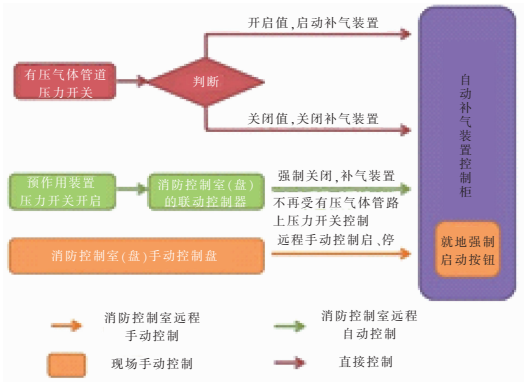 开启值,启动补气装置
有压气体管道
压力开关
判断
关闭值,关闭补气装置
自动补气装置控制柜
预作用装置
压力开关开启
消防控制室(盘)
的联动控制器
强制关闭,补气装置
不再受有压气体管路
上压力开关控制
消防控制室(盘)手动控制盘
远程手动控制启、停
就地强制
启动按钮
消防控制室远程
手动控制
消防控制室远程
自动控制
现场手动控制
直接控制